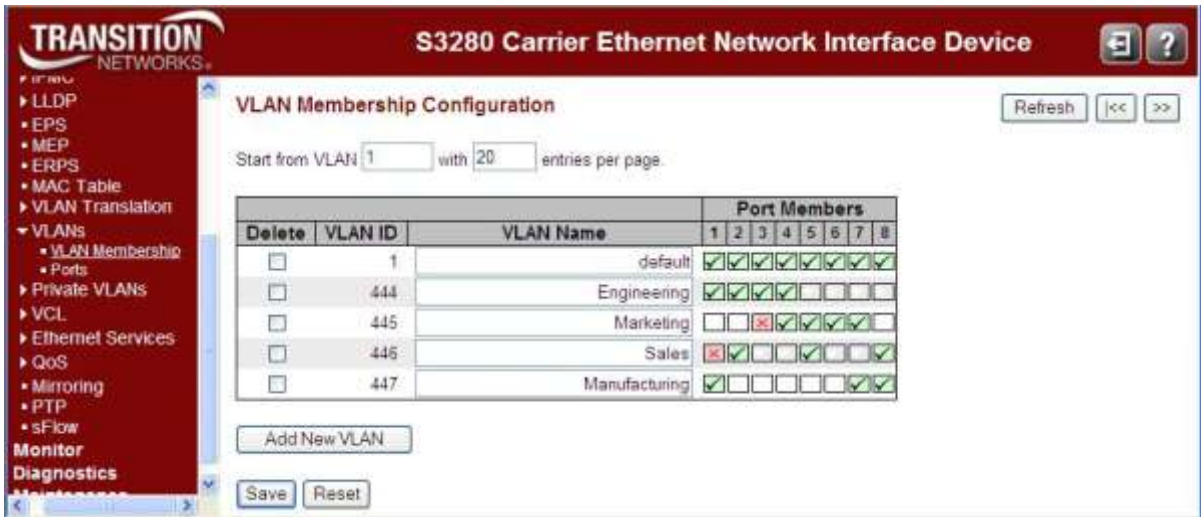 TRANSITION
NETWORKS®
S3280 Carrier Ethernet Network Interface Device
?
IPMC
LLDP
EPS
MEP
ERPS
MAC Table
VLAN Translation
VLANs
VLAN Membership
Ports
Private VLANs
VCL
Ethernet Services
QoS
Mirroring
PTP
sFlow
Monitor
Diagnostics
VLAN Membership Configuration
Refresh |<< >>
Start from VLAN 1 with 20 entries per page.
Port Members
Delete VLAN ID VLAN Name 1 2 3 4 5 6 7 8
1 default
444 Engineering
445 Marketing
446 Sales
447 Manufacturing
Add New VLAN
Save Reset